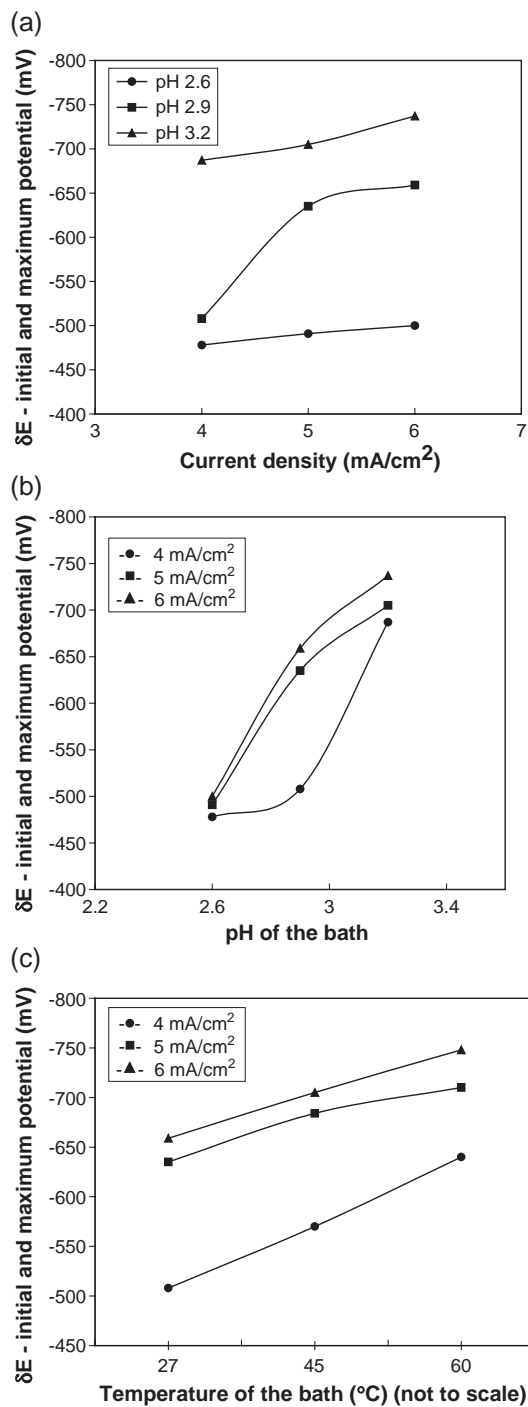 (a)
δE - initial and maximum potential (mV)
-800
-750
-700
-650
-600
-550
-500
-450
-400
pH 2.6
pH 2.9
pH 3.2
3 4 5 6 7
Current density (mA/cm²)
(b)
δE - initial and maximum potential (mV)
-800
-750
-700
-650
-600
-550
-500
-450
-400
4 mA/cm²
5 mA/cm²
6 mA/cm²
2.2 2.6 3 3.4
pH of the bath
(c)
δE - initial and maximum potential (mV)
-800
-750
-700
-650
-600
-550
-500
-450
4 mA/cm²
5 mA/cm²
6 mA/cm²
27 45 60
Temperature of the bath (°C) (not to scale)